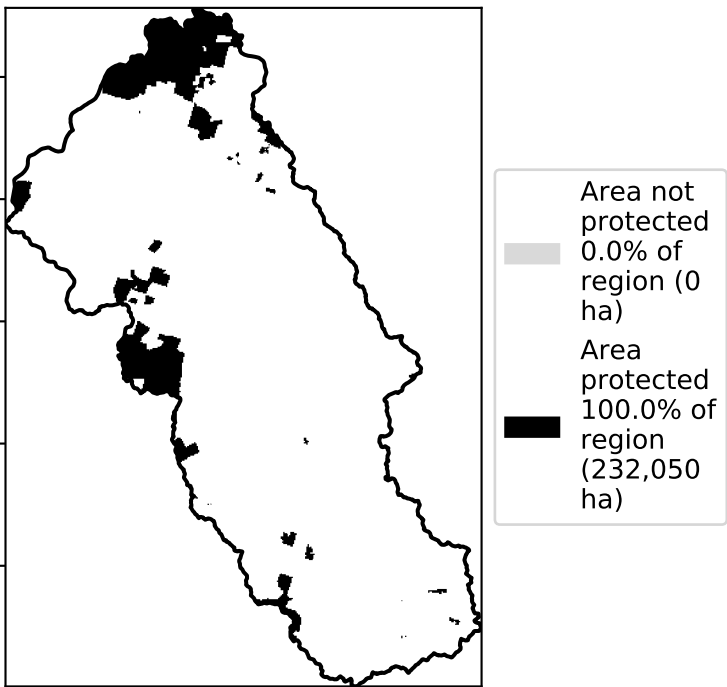 Area not
protected
0.0% of
region (0
ha)
Area
protected
100.0% of
region
(232,050
ha)